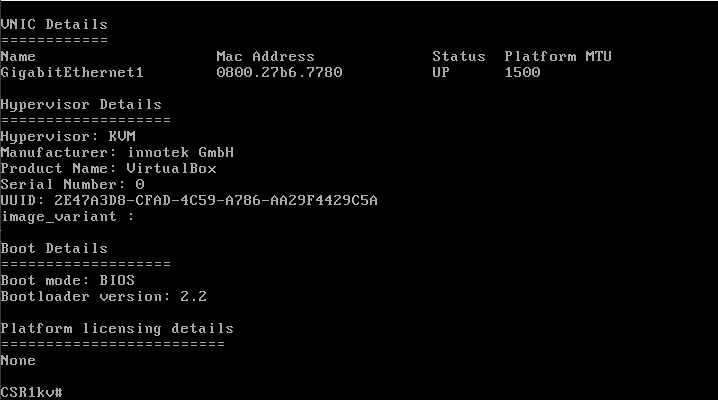 VNIC Details
============
Name Mac Address Status Platform MTU
GigabitEthernet1 0800.27b6.7780 UP 1500
Hypervisor Details
===================
Hypervisor: KVM
Manufacturer: innotek GmbH
Product Name: VirtualBox
Serial Number: 0
UUID: 2E47A3D8-CFAD-4C59-A786-AA29F4429C5A
image_variant :
Boot Details
===================
Boot mode: BIOS
Bootloader version: 2.2
Platform licensing details
=========================
None
CSR1kv#